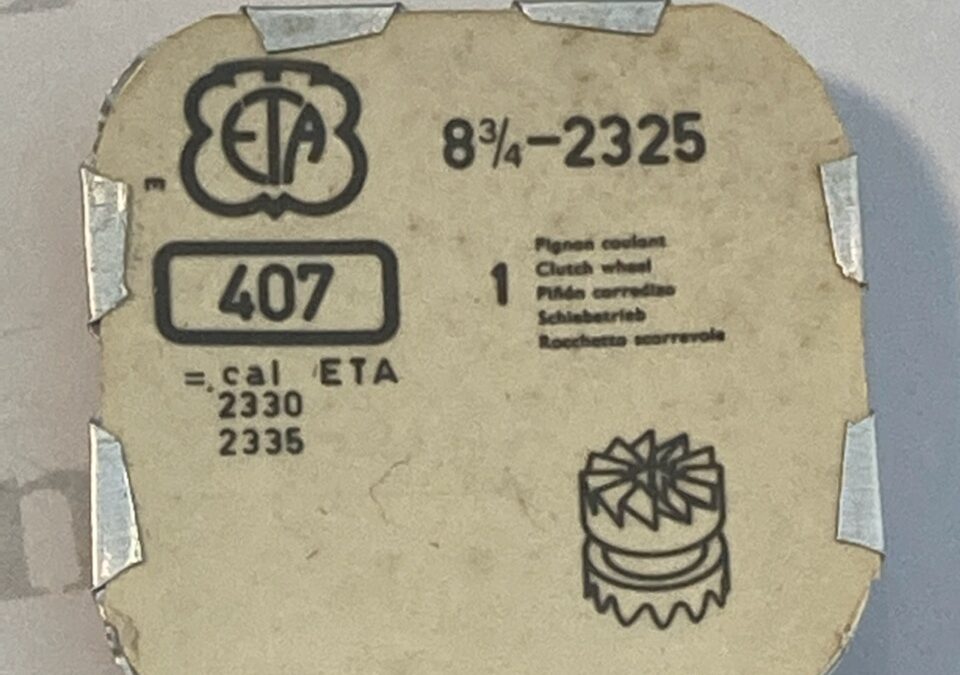 ETA
8¾-2325
E
407
1
Pignon coulant
Clutch wheel
Piñón corredizo
Schiebetrieb
Rocchetto scorrevole
= cal ETA
2330
2335